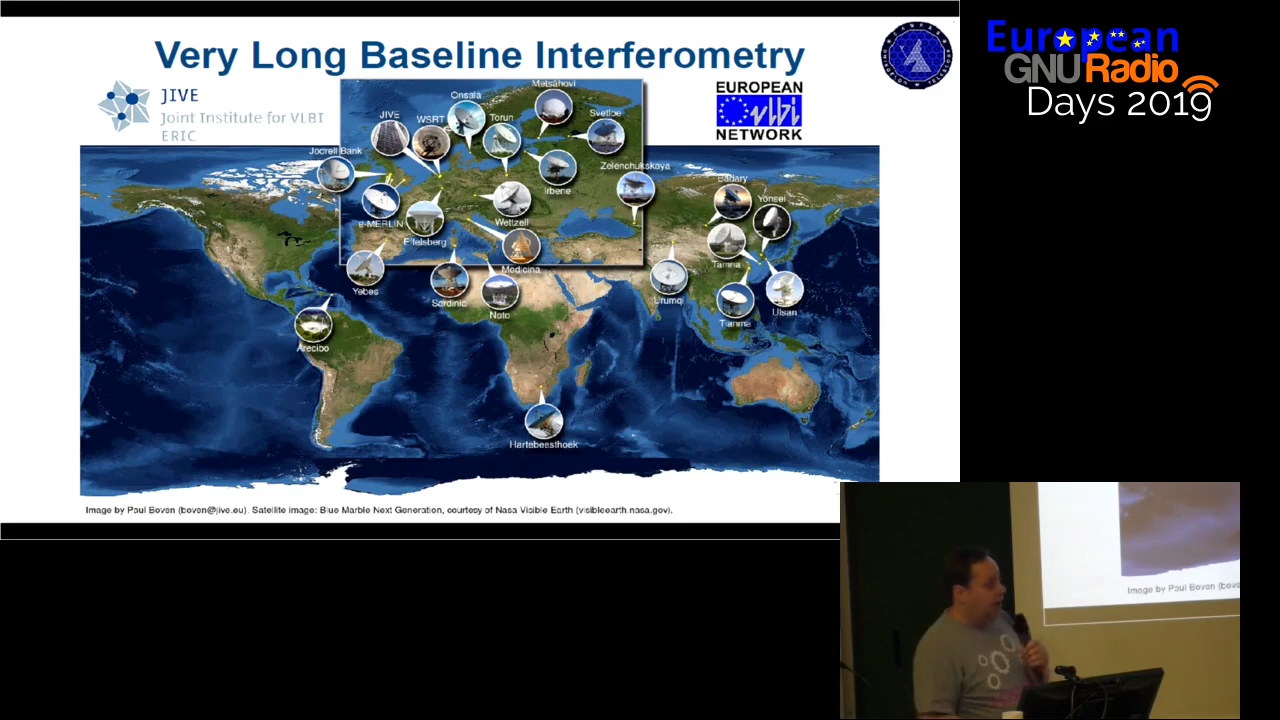 Very Long Baseline Interferometry
European
GNURadio
Days 2019
JIVE
Joint Institute for VLBI
ERIC
EUROPEAN
vlbi
NETWORK
Metsähovi
Onsala
JIVE
WSRT
Torun
Svetloe
Jodrell Bank
Zelenchukskaya
Irbene
Badary
Yonsei
e-MERLIN
Wettzell
Effelsberg
Tamna
Medicina
Yebes
Sardinia
Noto
Urumqi
Tianma
Ulsan
Arecibo
Hartebeesthoek
Image by Paul Boven (boven@jive.eu). Satellite image: Blue Marble Next Generation, courtesy of Nasa Visible Earth (visibleearth.nasa.gov).
Image by Paul Boven (bove